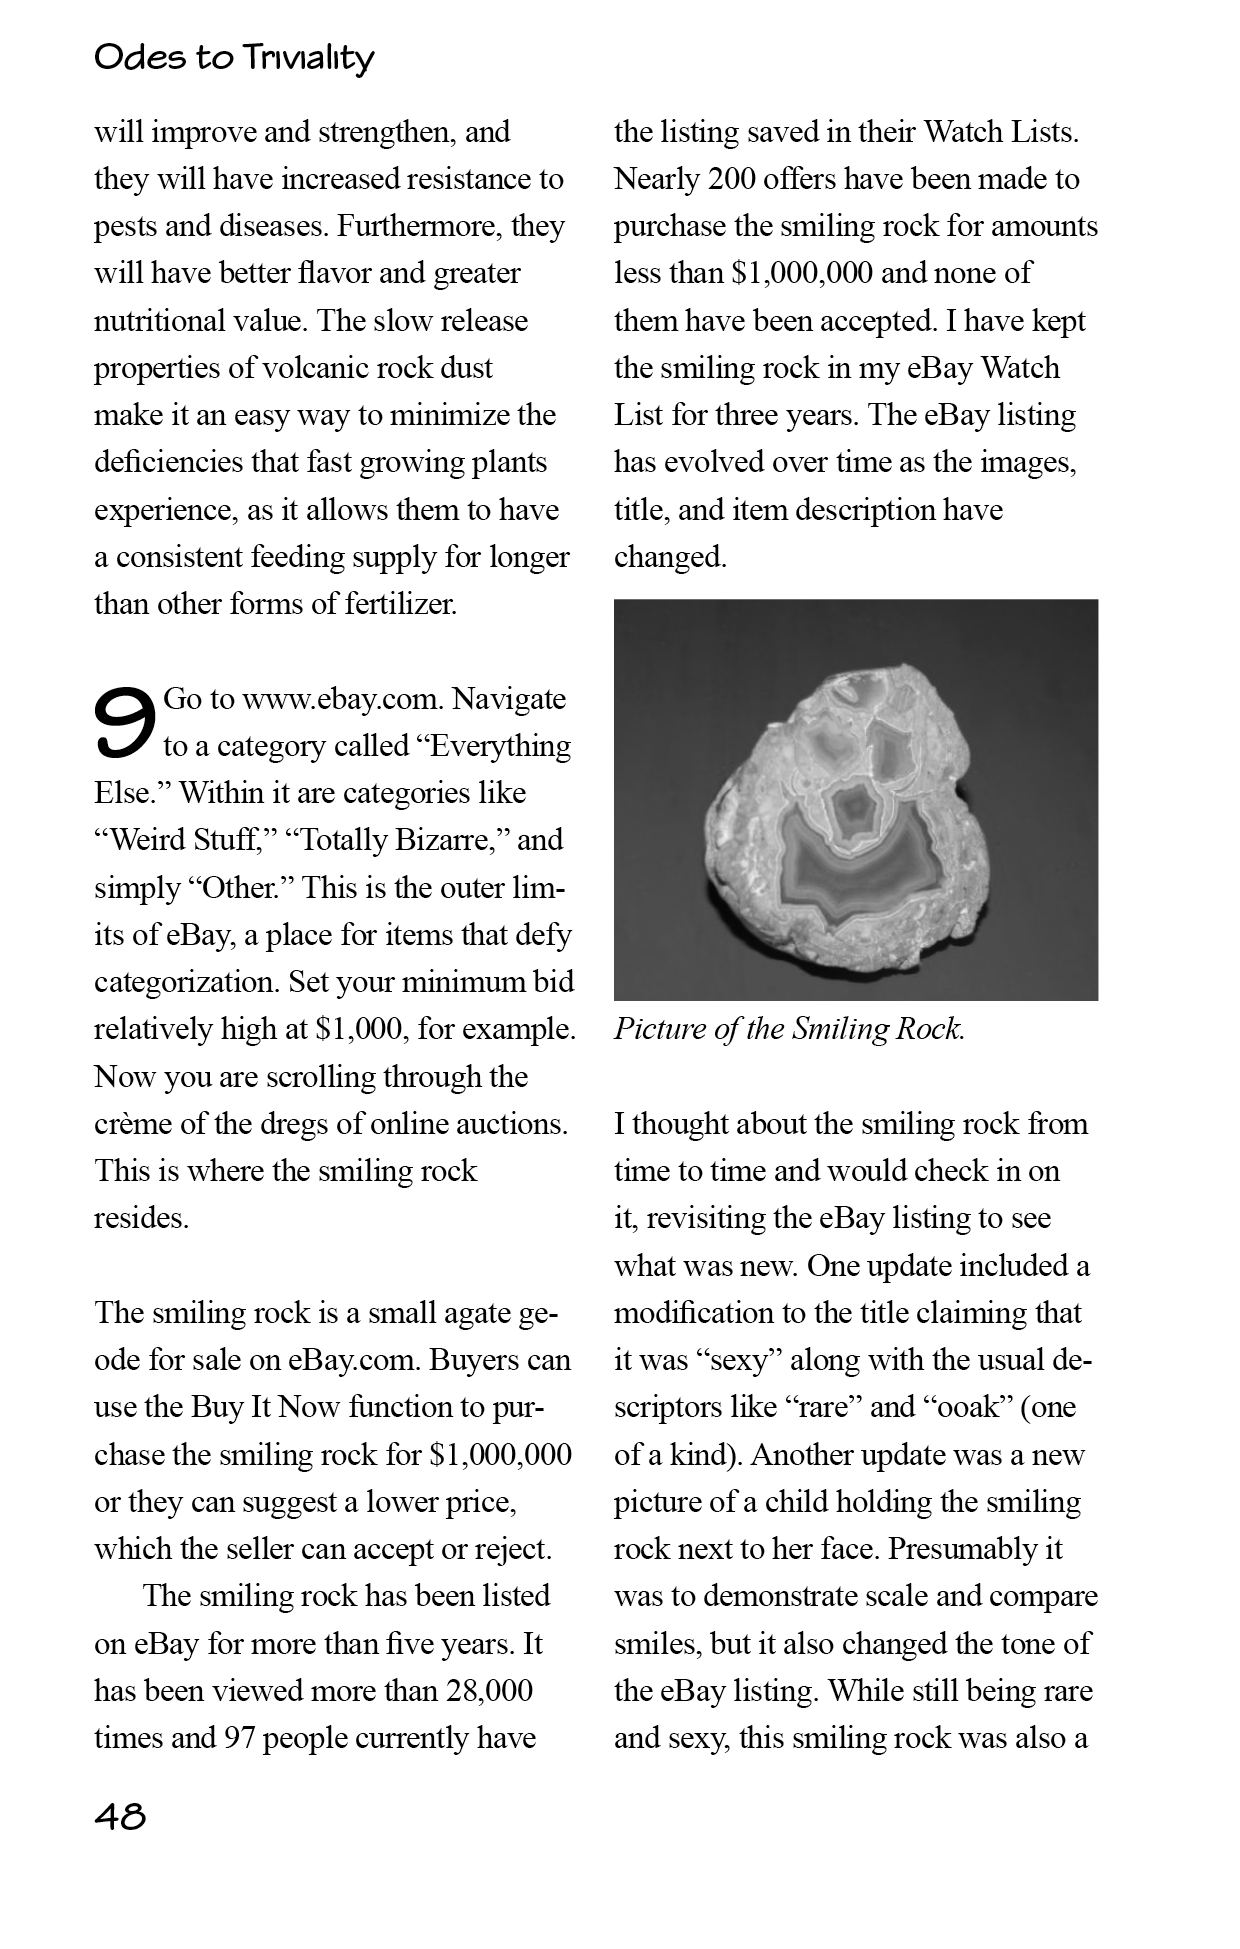 Odes to Triviality
will improve and strengthen, and
they will have increased resistance to
pests and diseases. Furthermore, they
will have better flavor and greater
nutritional value. The slow release
properties of volcanic rock dust
make it an easy way to minimize the
deficiencies that fast growing plants
experience, as it allows them to have
a consistent feeding supply for longer
than other forms of fertilizer.
9 Go to www.ebay.com. Navigate
to a category called “Everything
Else.” Within it are categories like
“Weird Stuff,” “Totally Bizarre,” and
simply “Other.” This is the outer lim-
its of eBay, a place for items that defy
categorization. Set your minimum bid
relatively high at $1,000, for example.
Now you are scrolling through the
crème of the dregs of online auctions.
This is where the smiling rock
resides.
The smiling rock is a small agate ge-
ode for sale on eBay.com. Buyers can
use the Buy It Now function to pur-
chase the smiling rock for $1,000,000
or they can suggest a lower price,
which the seller can accept or reject.
The smiling rock has been listed
on eBay for more than five years. It
has been viewed more than 28,000
times and 97 people currently have
the listing saved in their Watch Lists.
Nearly 200 offers have been made to
purchase the smiling rock for amounts
less than $1,000,000 and none of
them have been accepted. I have kept
the smiling rock in my eBay Watch
List for three years. The eBay listing
has evolved over time as the images,
title, and item description have
changed.
Picture of the Smiling Rock.
I thought about the smiling rock from
time to time and would check in on
it, revisiting the eBay listing to see
what was new. One update included a
modification to the title claiming that
it was “sexy” along with the usual de-
scriptors like “rare” and “ooak” (one
of a kind). Another update was a new
picture of a child holding the smiling
rock next to her face. Presumably it
was to demonstrate scale and compare
smiles, but it also changed the tone of
the eBay listing. While still being rare
and sexy, this smiling rock was also a
48